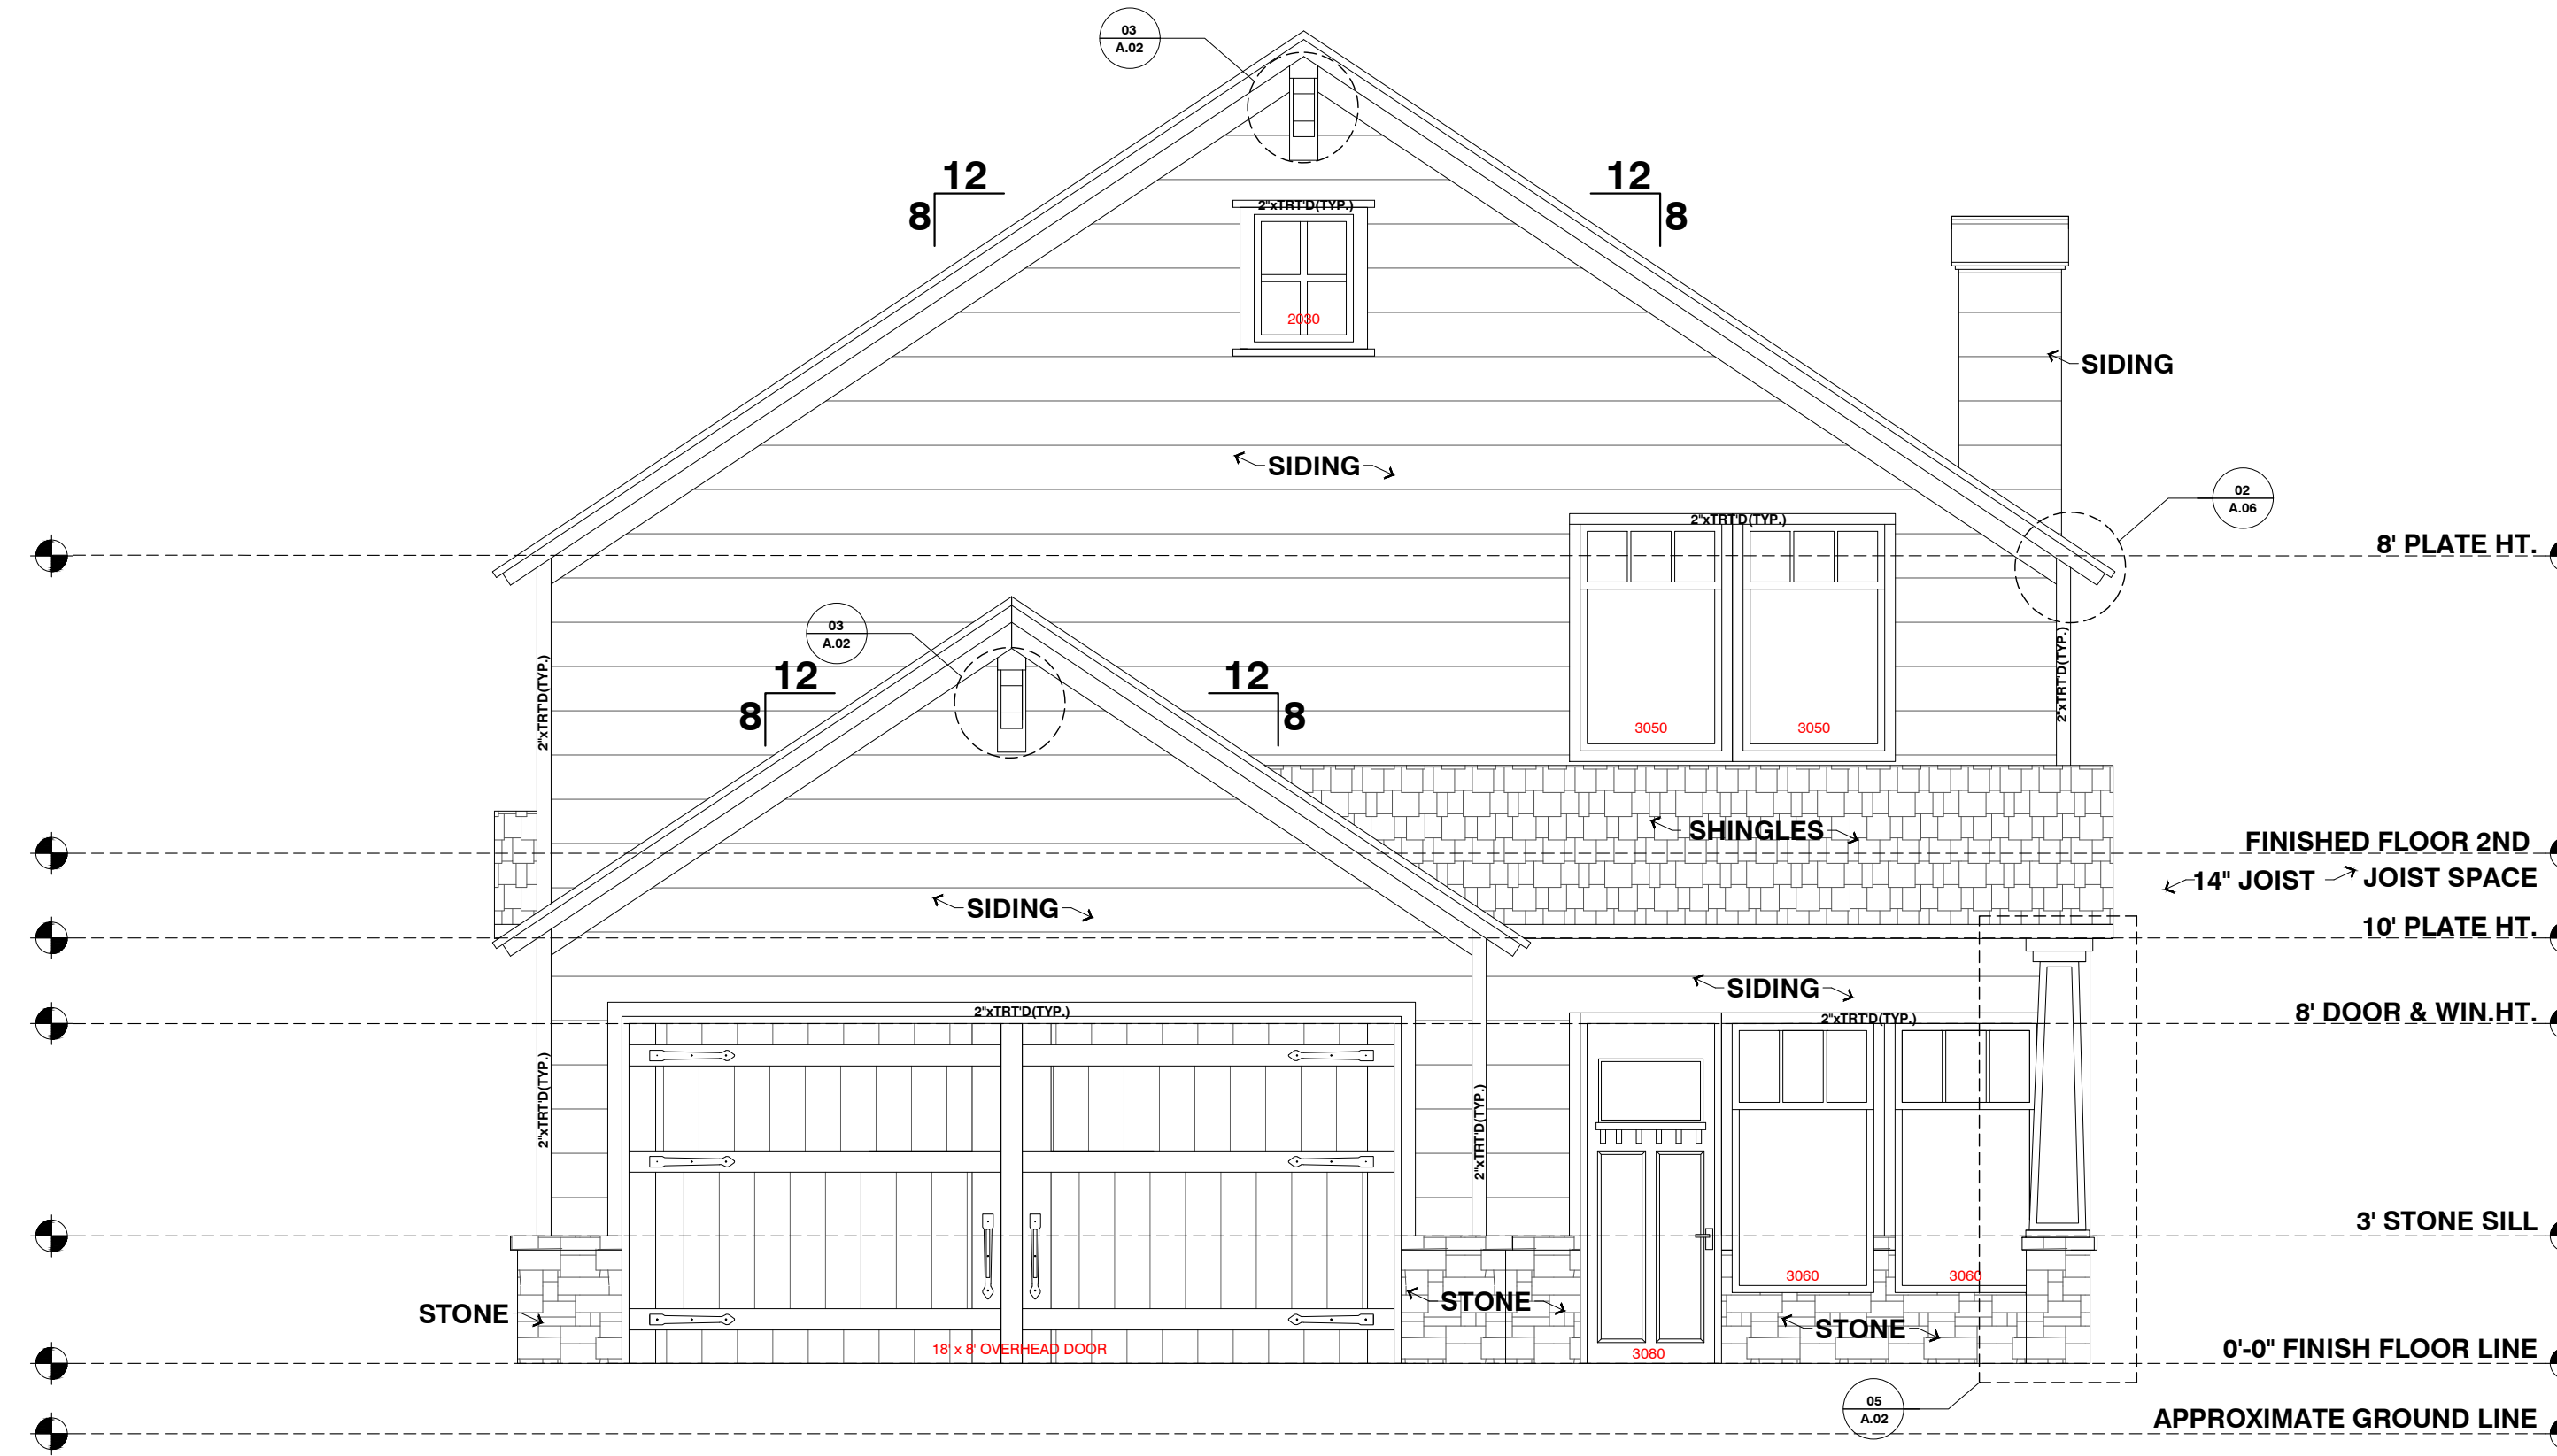 03
A.02
12
8
12
8
2"xTRT'D(TYP.)
2030
SIDING
SIDING
02
A.06
2"xTRT'D(TYP.)
8' PLATE HT.
03
A.02
12
8
12
8
2"xTRT'D(TYP.)
2"xTRT'D(TYP.)
3050
3050
SHINGLES
FINISHED FLOOR 2ND
14" JOIST
JOIST SPACE
SIDING
10' PLATE HT.
SIDING
2"xTRT'D(TYP.)
2"xTRT'D(TYP.)
8' DOOR & WIN.HT.
2"xTRT'D(TYP.)
2"xTRT'D(TYP.)
3' STONE SILL
3060
3060
STONE
STONE
STONE
18' x 8' OVERHEAD DOOR
3080
0'-0" FINISH FLOOR LINE
05
A.02
APPROXIMATE GROUND LINE